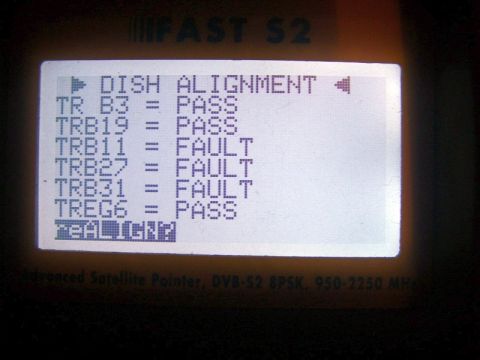 FAST S2
DISH ALIGNMENT
TR B3 = PASS
TRB19 = PASS
TRB11 = FAULT
TRB27 = FAULT
TRB31 = FAULT
TREG6 = PASS
reALIGN?
Advanced Satellite Pointer, DVB-S2 8PSK, 950-2250 MHz